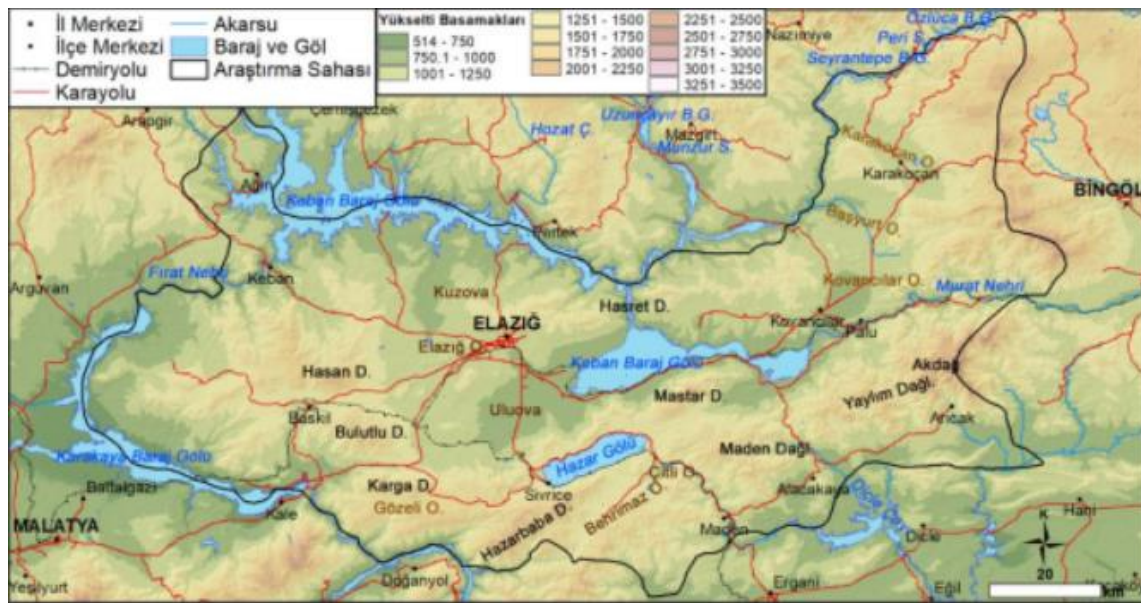 İl Merkezi
İlçe Merkezi
Demiryolu
Karayolu
Akarsu
Baraj ve Göl
Araştırma Sahası
Yükselti Basamakları
514 - 750
750.1 - 1000
1001 - 1250
1251 - 1500
1501 - 1750
1751 - 2000
2001 - 2250
2251 - 2500
2501 - 2750
2751 - 3000
3001 - 3250
3251 - 3500
Özlüce B.G.
Nazimiye
Peri S.
Seyrantepe B.G.
Arapgir
Çemişgezek
Uzunçayır B.G.
Hozat Ç.
Mazgirt
Munzur S.
Karakoçan O.
Karakoçan
Ağın
BİNGÖL
Keban Baraj Gölü
Başyurt O.
Pertek
Fırat Nehri
Keban
Arguvan
Kovancılar O.
Murat Nehri
Kuzova
Hasret D.
ELAZIĞ
Kovancılar
Palu
Elazığ O.
Keban Baraj Gölü
Akdağ
Hasan D.
Yaylım Dağl.
Mastar D.
Uluova
Arıcak
Baskil
Bulutlu D.
Maden Dağl.
Karakaya Baraj Gölü
Hazar Gölü
Çitli O.
Battalgazi
Karga D.
Sivrice
Alacakaya
Kale
Gözeli O.
Behrimaz O.
Hani
MALATYA
Hazarbaba D.
Maden
Dicle
K
Doğanyol
Yeşilyurt
Ergani
Eğil
20
km